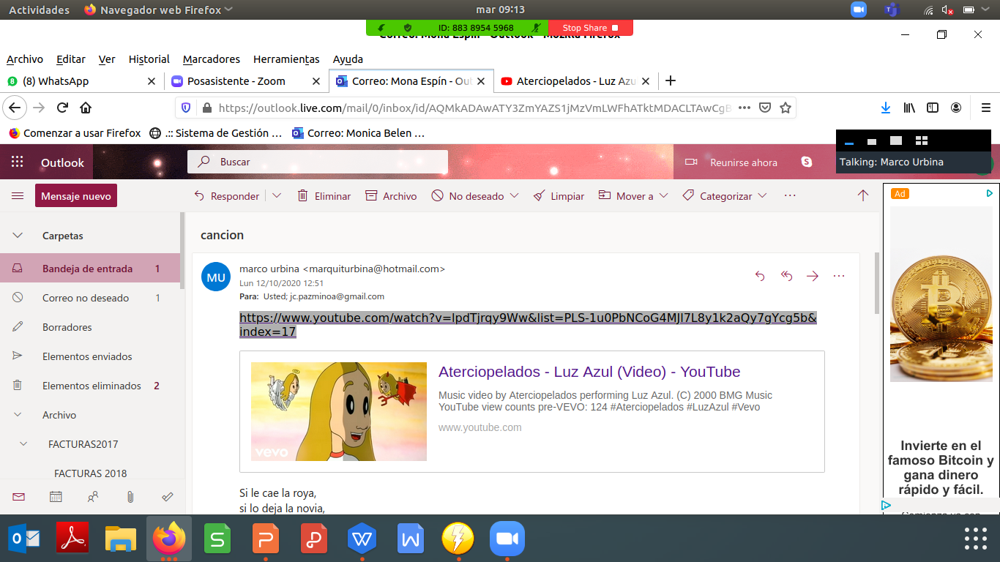 Actividades
Navegador web Firefox
mar 09:13
ID: 883 8954 5968
Stop Share
Correo: Mona Espín - Outlook - Mozilla Firefox
Archivo
Editar
Ver
Historial
Marcadores
Herramientas
Ayuda
(8) WhatsApp
Posasistente - Zoom
Correo: Mona Espín - Out
Aterciopelados - Luz Azu
https://outlook.live.com/mail/0/inbox/id/AQMkADAwATY3ZmYAZS1jMzVmLWFhATktMDACLTAwCgB
Comenzar a usar Firefox
.:: Sistema de Gestión ...
Correo: Monica Belen ...
Talking: Marco Urbina
Outlook
Buscar
Reunirse ahora
Mensaje nuevo
Responder
Eliminar
Archivo
No deseado
Limpiar
Mover a
Categorizar
Carpetas
Bandeja de entrada 1
Correo no deseado 1
Borradores
Elementos enviados
Elementos eliminados 2
Archivo
FACTURAS2017
FACTURAS 2018
cancion
MU
marco urbina <marquiturbina@hotmail.com>
Lun 12/10/2020 12:51
Para: Usted; jc.pazminoa@gmail.com
https://www.youtube.com/watch?v=lpdTjrqy9Ww&list=PLS-1u0PbNCoG4MJl7L8y1k2aQy7gYcg5b&
index=17
vevo
Aterciopelados - Luz Azul (Video) - YouTube
Music video by Aterciopelados performing Luz Azul. (C) 2000 BMG Music
YouTube view counts pre-VEVO: 124 #Aterciopelados #LuzAzul #Vevo
www.youtube.com
Si le cae la roya,
si lo deja la novia,
Ad
Invierte en el
famoso Bitcoin y
gana dinero
rápido y fácil.